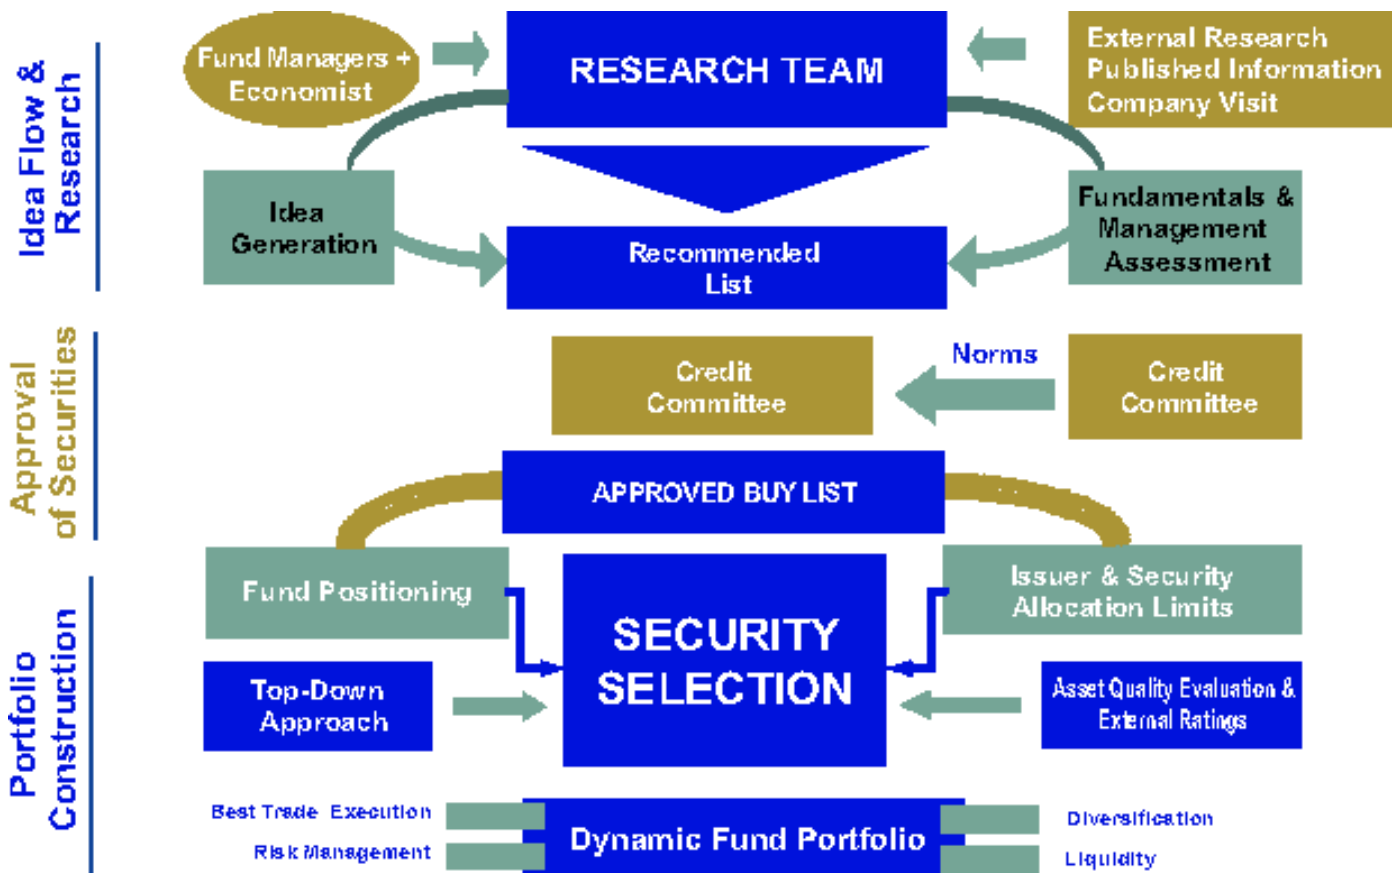 Idea Flow &
Research
Fund Managers +
Economist
RESEARCH TEAM
External Research
Published Information
Company Visit
Idea
Generation
Recommended
List
Fundamentals &
Management
Assessment
Approval
of Securities
Credit
Committee
Norms
Credit
Committee
APPROVED BUY LIST
Portfolio
Construction
Fund Positioning
SECURITY
SELECTION
Issuer & Security
Allocation Limits
Top-Down
Approach
Asset Quality Evaluation &
External Ratings
Best Trade Execution
Risk Management
Dynamic Fund Portfolio
Diversification
Liquidity